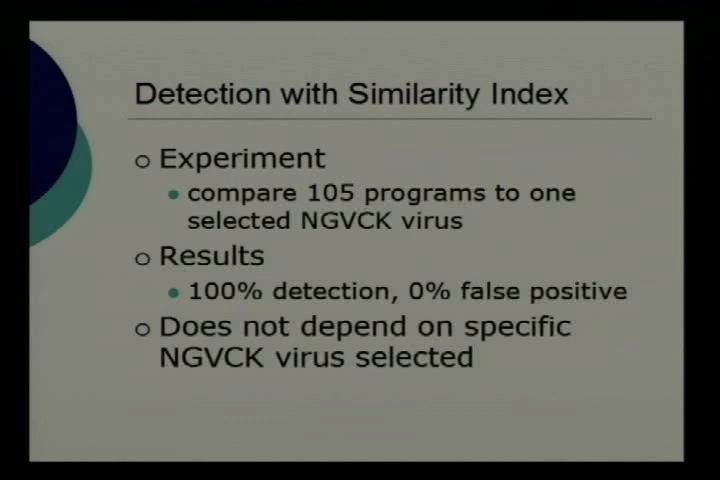 Detection with Similarity Index
Experiment
compare 105 programs to one
selected NGVCK virus
Results
100% detection, 0% false positive
Does not depend on specific
NGVCK virus selected